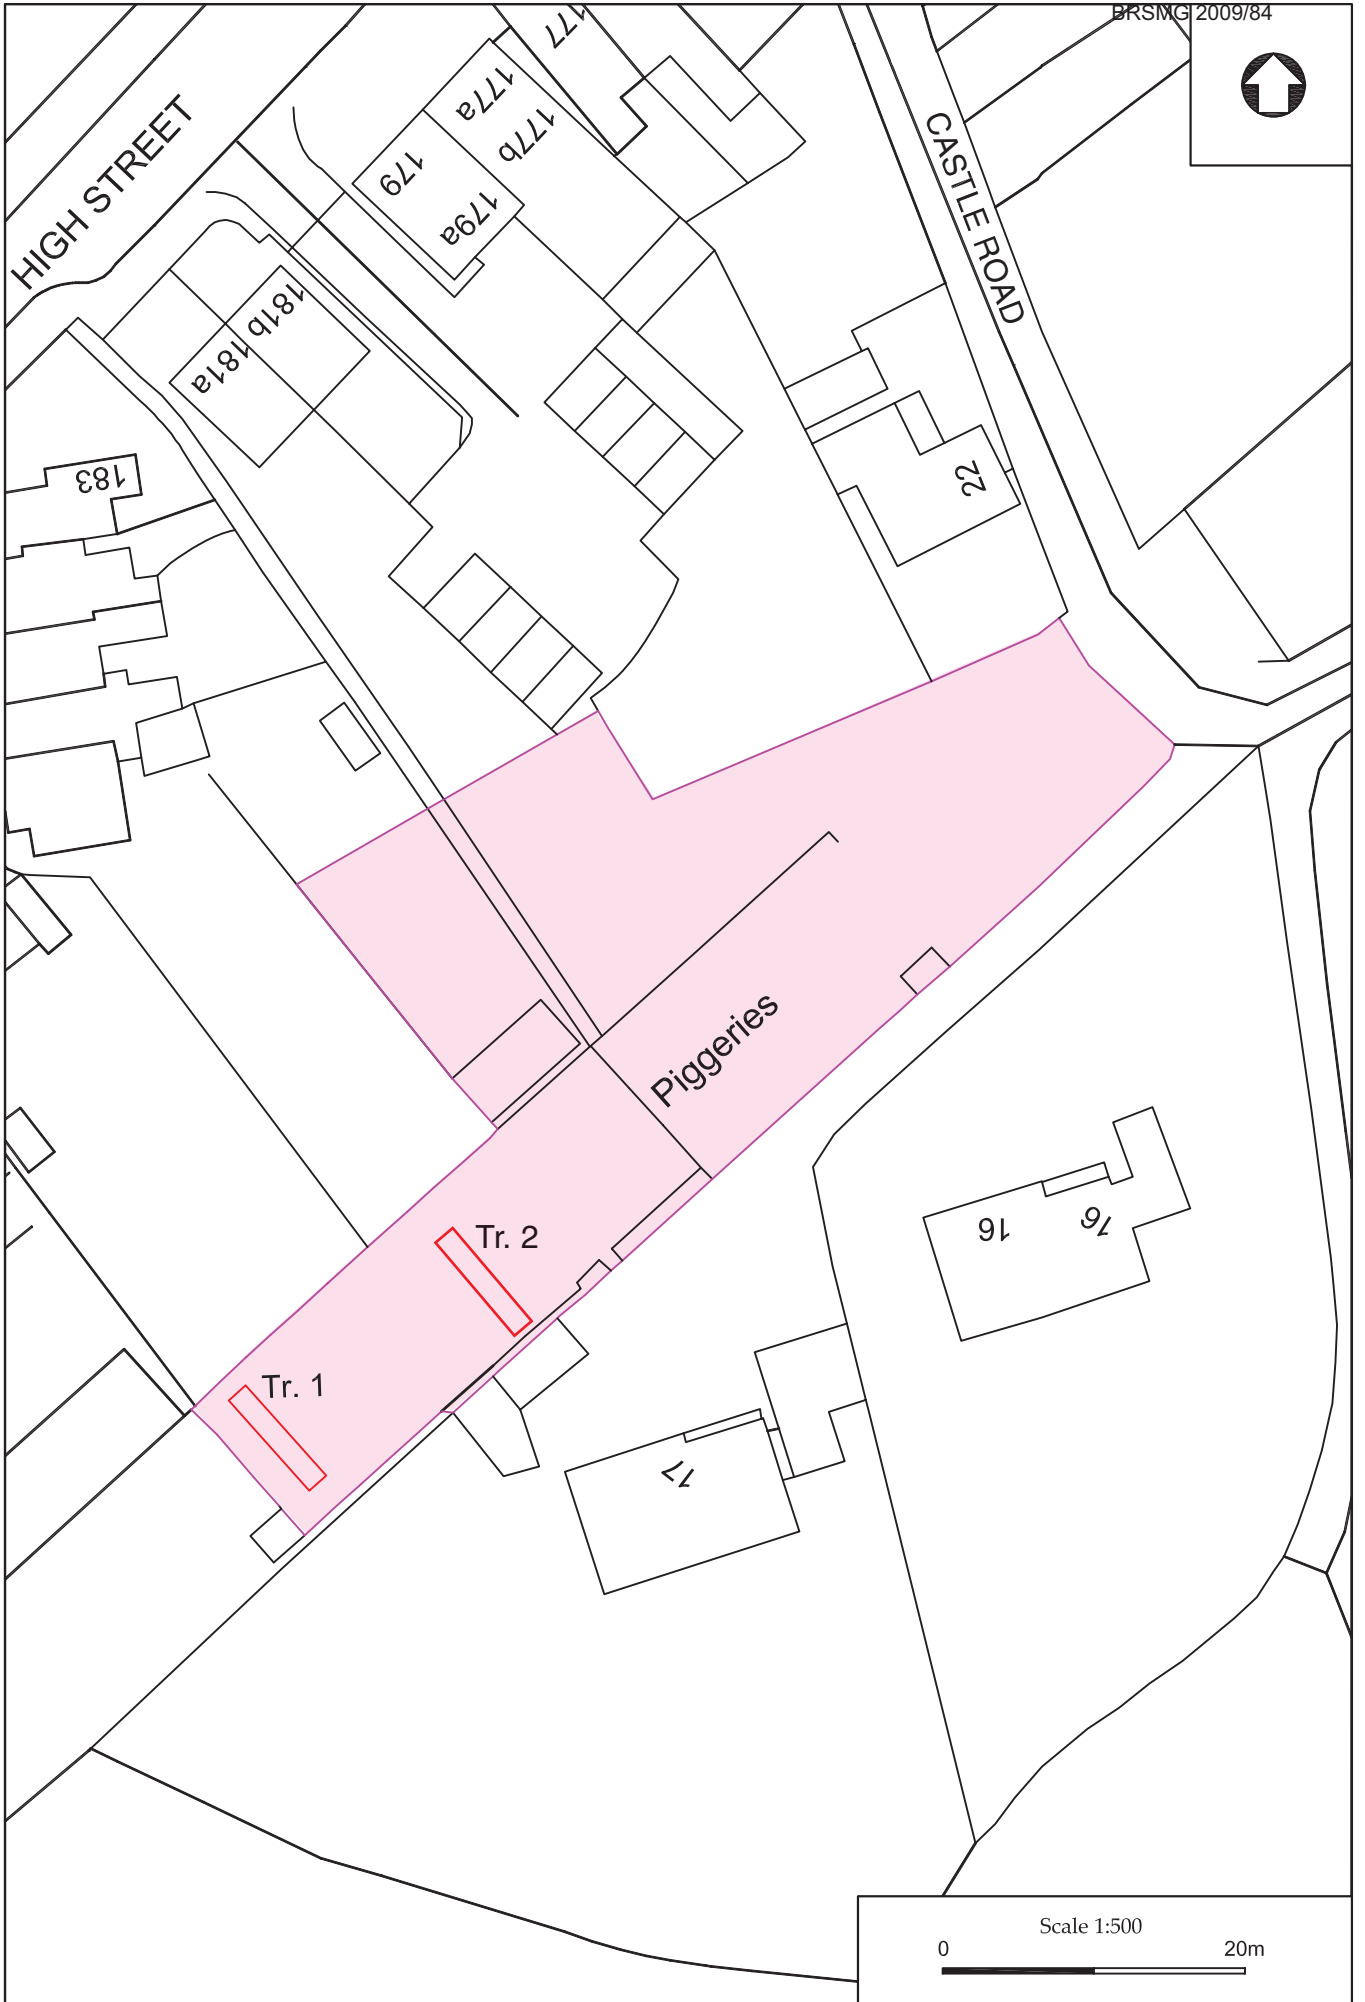 BRSMG 2009/84
177
177a
177b
HIGH STREET
CASTLE ROAD
179
179a
181b
181a
183
22
Piggeries
Tr. 2
16
16
Tr. 1
17
Scale 1:500
0 20m